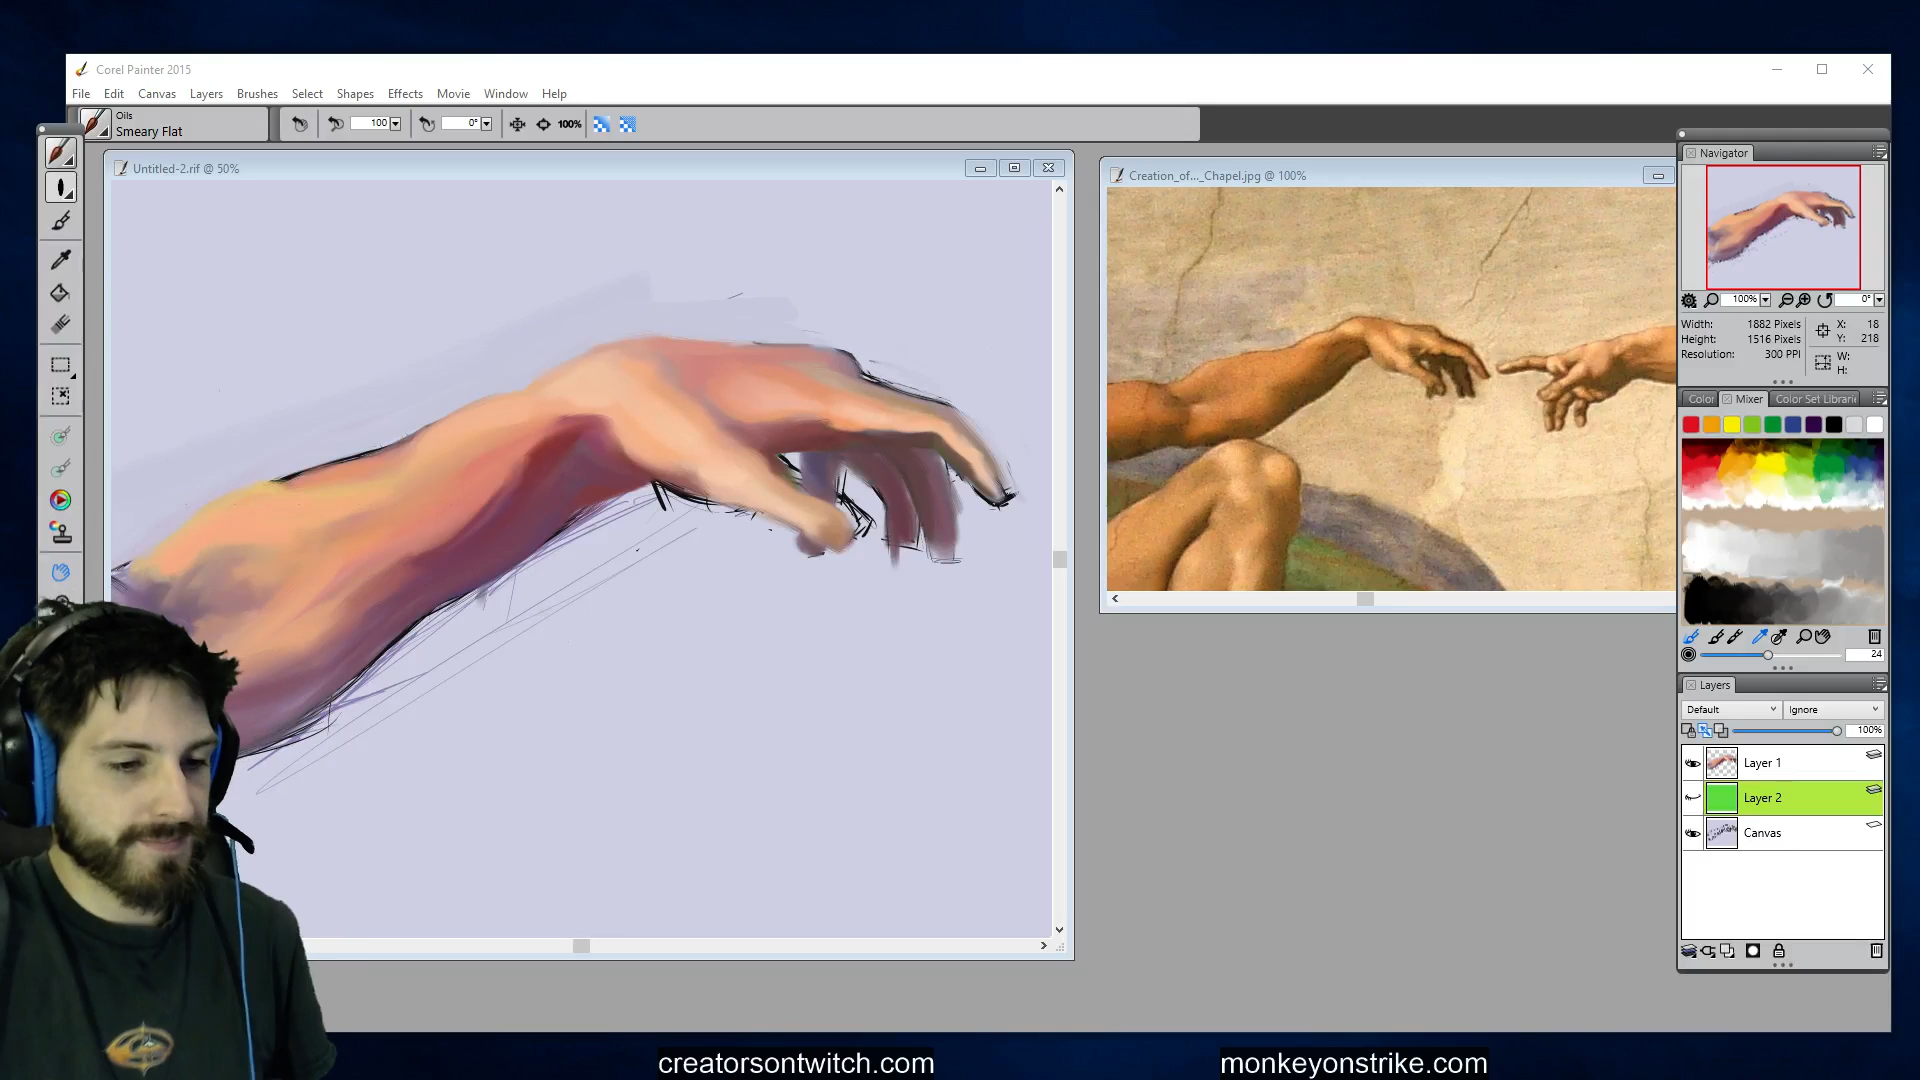 Corel Painter 2015
File Edit Canvas Layers Brushes Select Shapes Effects Movie Window Help
Oils
Smeary Flat
100
0°
100%
Untitled-2.rif @ 50%
Creation_of..._Chapel.jpg @ 100%
Navigator
100%
0°
Width: 1882 Pixels
Height: 1516 Pixels
Resolution: 300 PPI
X: 18
Y: 218
W:
H:
Color Mixer Color Set Librari
24
Layers
Default Ignore
100%
Layer 1
Layer 2
Canvas
creatorsontwitch.com monkeyonstrike.com